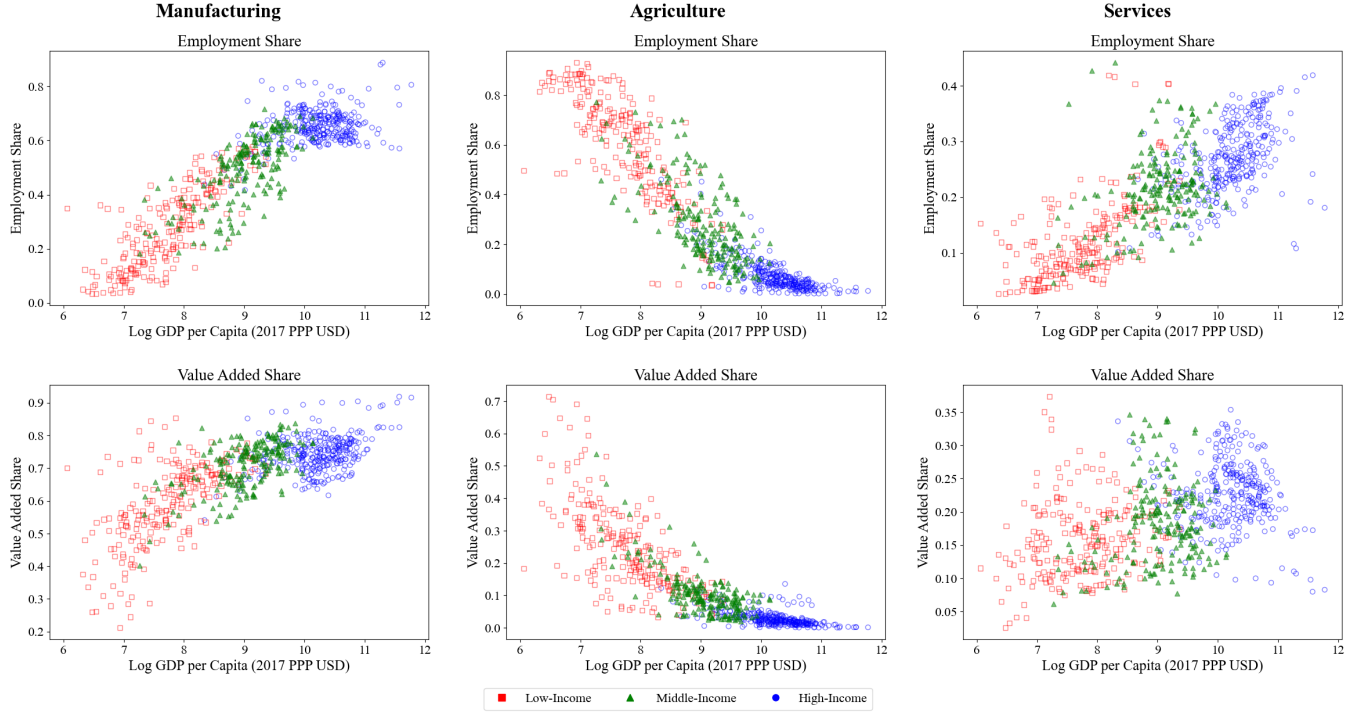 Manufacturing
Agriculture
Services
Employment Share
Employment Share
Employment Share
Employment Share
0.8
0.6
0.4
0.2
0.0
6 7 8 9 10 11 12
Log GDP per Capita (2017 PPP USD)
Employment Share
0.8
0.6
0.4
0.2
0.0
6 7 8 9 10 11 12
Log GDP per Capita (2017 PPP USD)
Employment Share
0.4
0.3
0.2
0.1
6 7 8 9 10 11 12
Log GDP per Capita (2017 PPP USD)
Value Added Share
Value Added Share
Value Added Share
Value Added Share
0.9
0.8
0.7
0.6
0.5
0.4
0.3
0.2
6 7 8 9 10 11 12
Log GDP per Capita (2017 PPP USD)
Value Added Share
0.7
0.6
0.5
0.4
0.3
0.2
0.1
0.0
6 7 8 9 10 11 12
Log GDP per Capita (2017 PPP USD)
Value Added Share
0.35
0.30
0.25
0.20
0.15
0.10
0.05
6 7 8 9 10 11 12
Log GDP per Capita (2017 PPP USD)
Low-Income Middle-Income High-Income